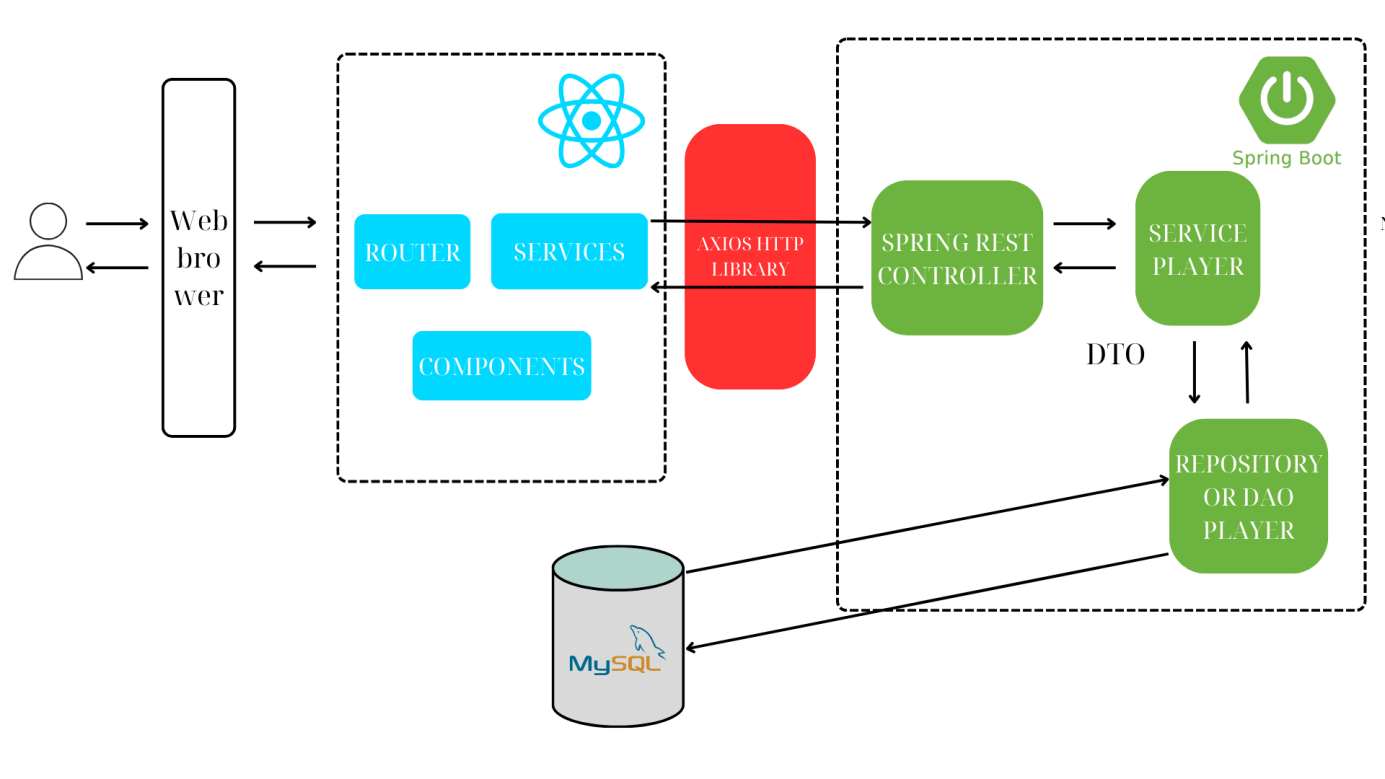 Web
bro
wer
ROUTER
SERVICES
COMPONENTS
AXIOS HTTP
LIBRARY
SPRING REST
CONTROLLER
Spring Boot
SERVICE
PLAYER
DTO
REPOSITORY
OR DAO
PLAYER
MySQL